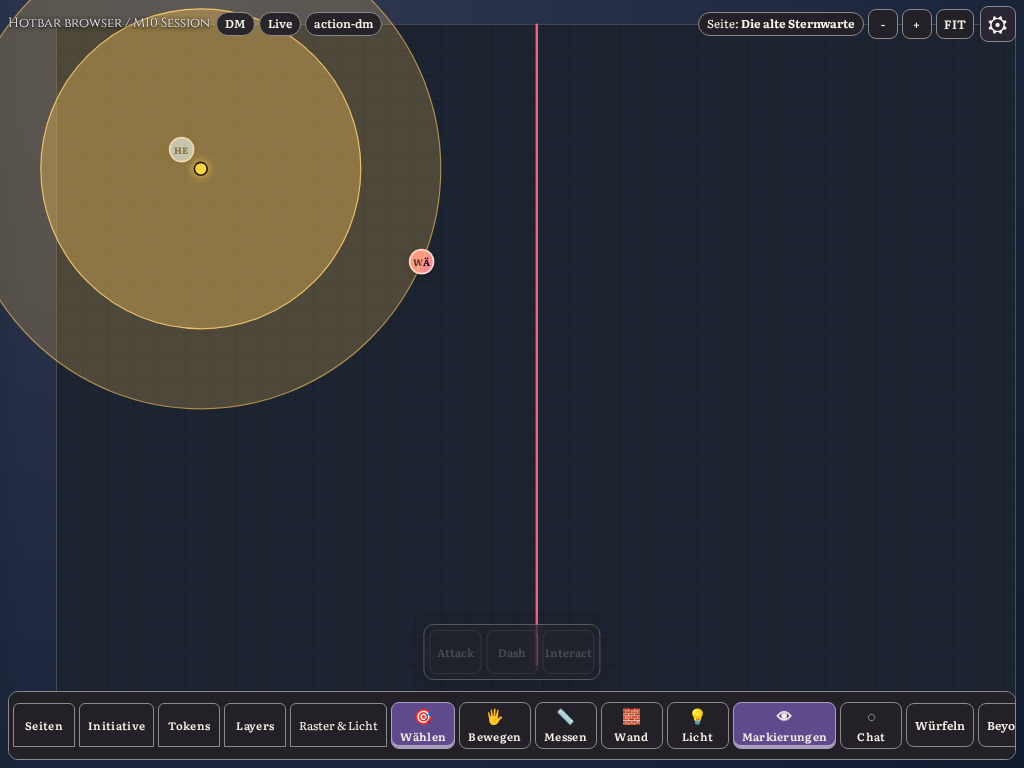 Hotbar browser / M10 Session DM Live action-dm Seite: Die alte Sternwarte - + FIT
HE
WÄ
Attack Dash Interact
Seiten Initiative Tokens Layers Raster & Licht Wählen Bewegen Messen Wand Licht Markierungen Chat Würfeln Beyo